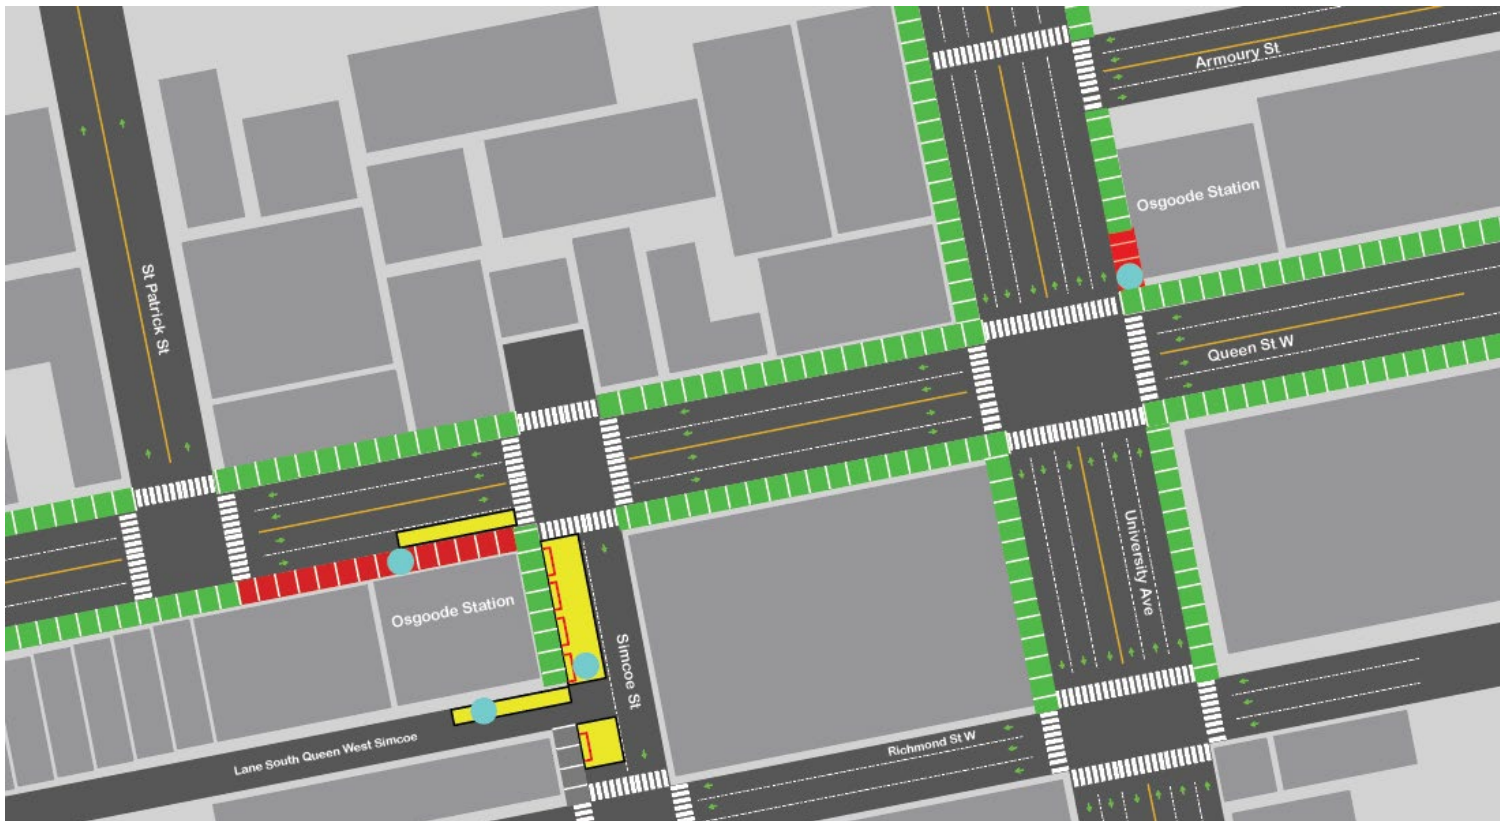 Armoury St
Osgoode Station
St Patrick St
Queen St W
University Ave
Osgoode Station
Simcoe St
Richmond St W
Lane South Queen West Simcoe